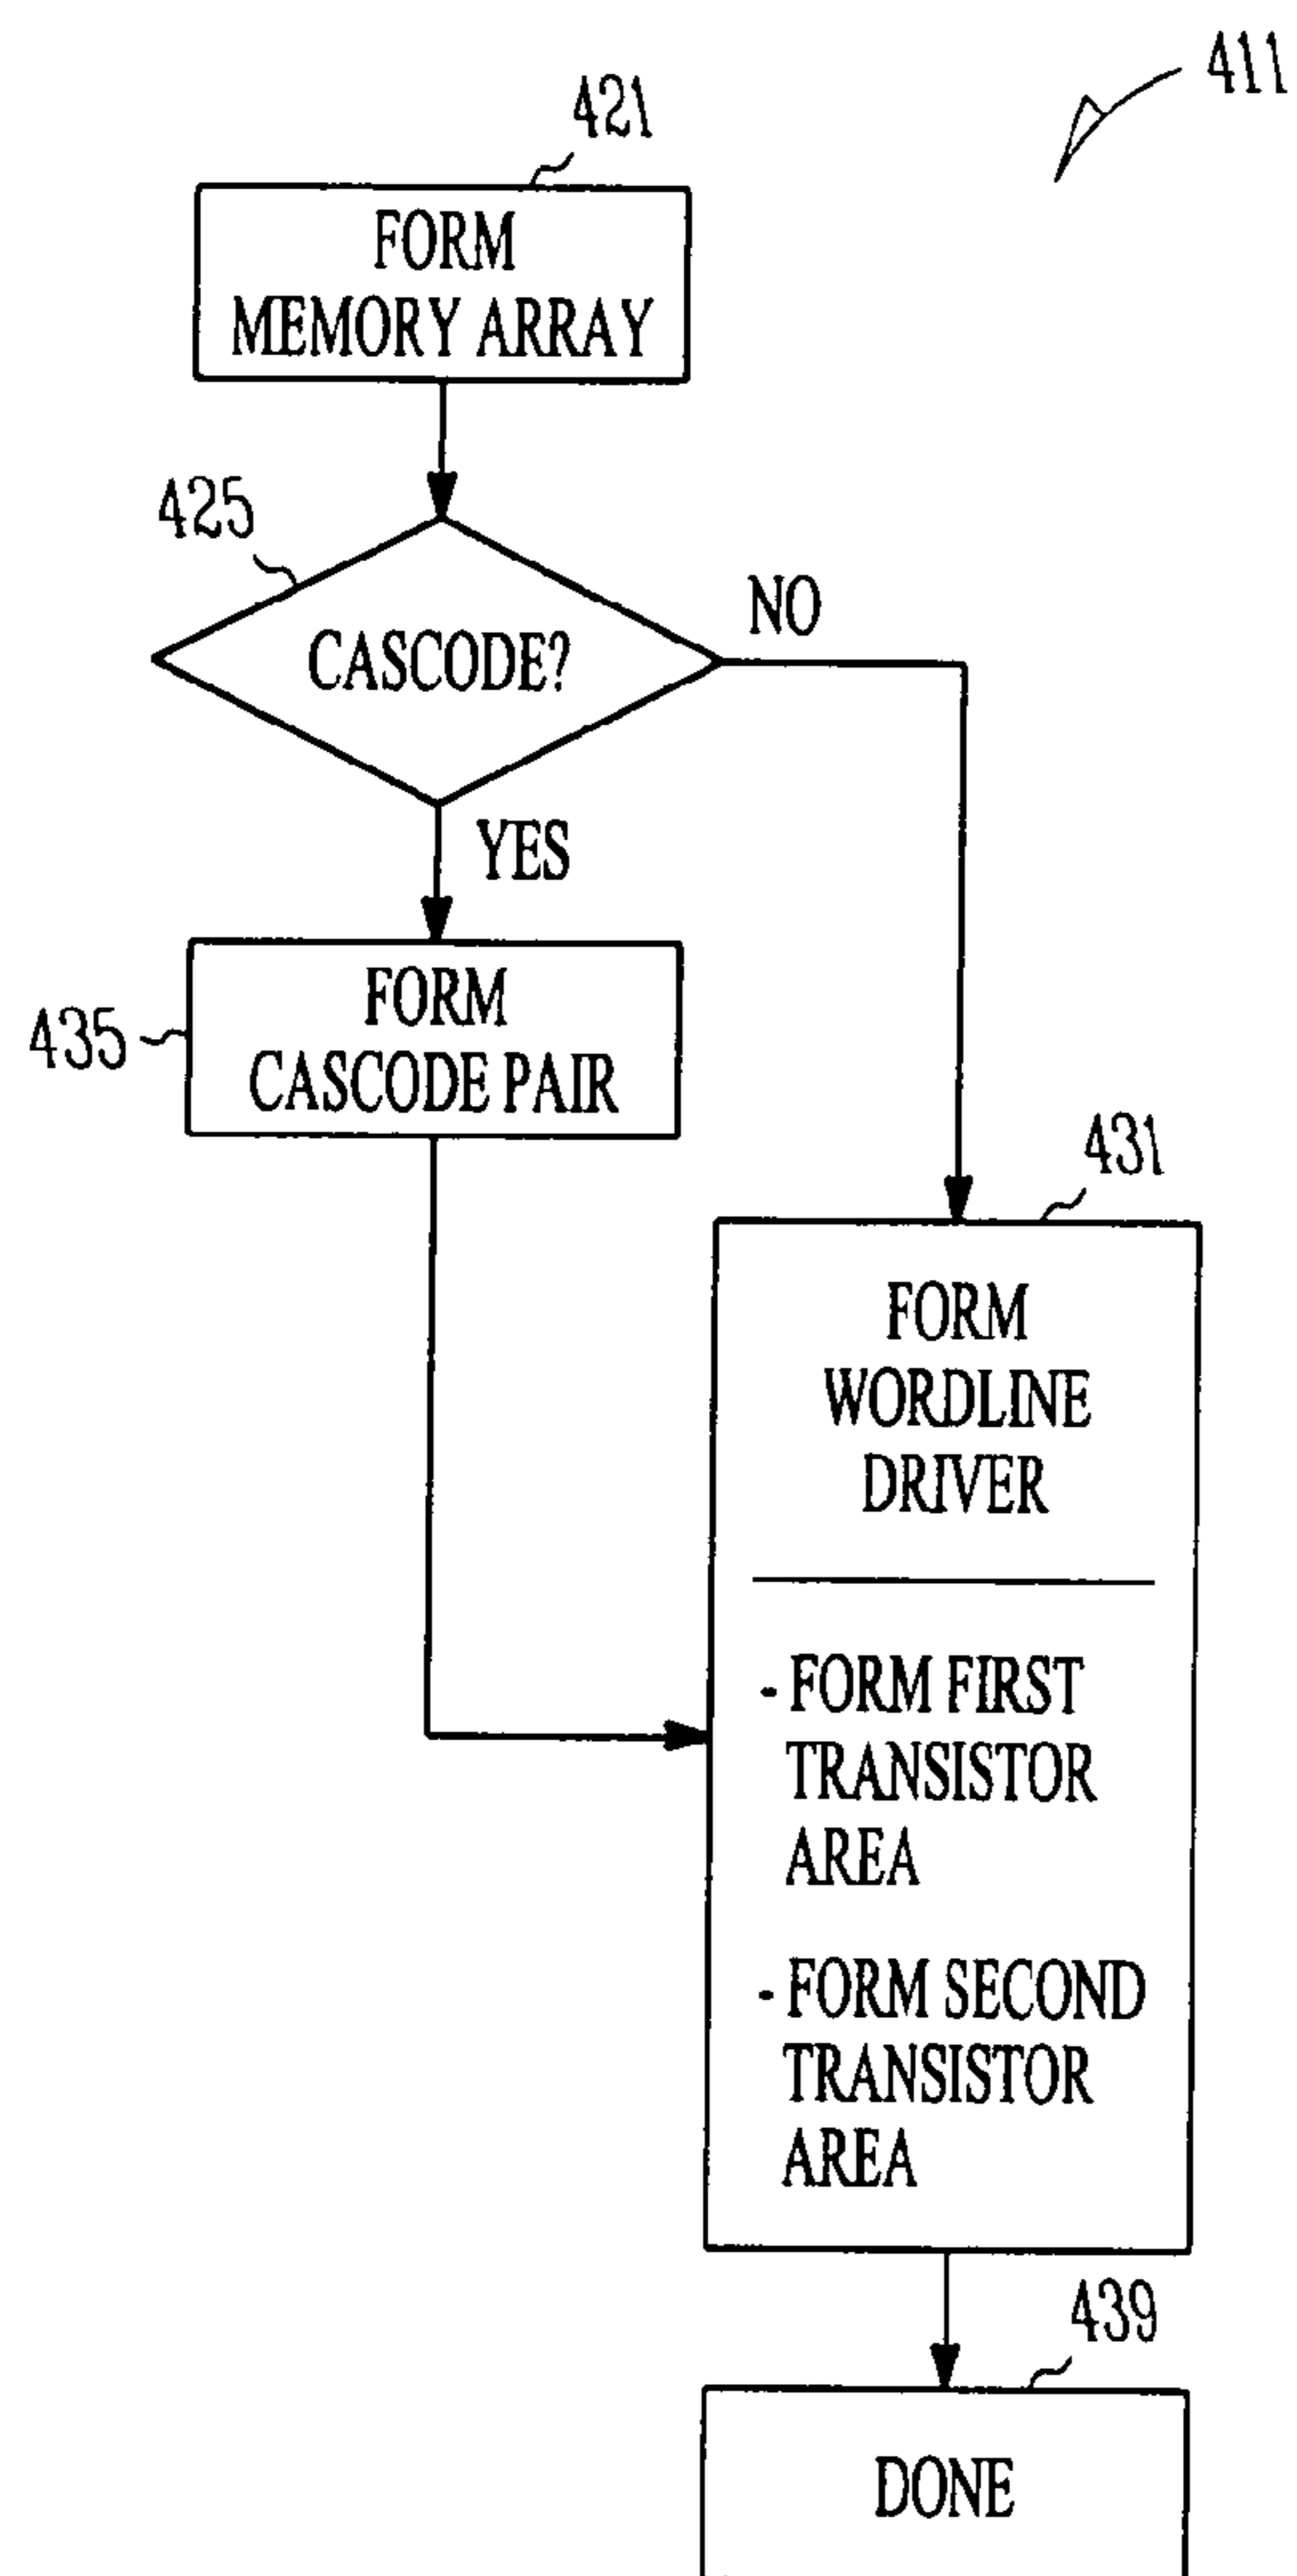 411
421
FORM
MEMORY ARRAY
425
CASCODE?
NO
YES
435
FORM
CASCODE PAIR
431
FORM
WORDLINE
DRIVER
- FORM FIRST
TRANSISTOR
AREA
- FORM SECOND
TRANSISTOR
AREA
439
DONE